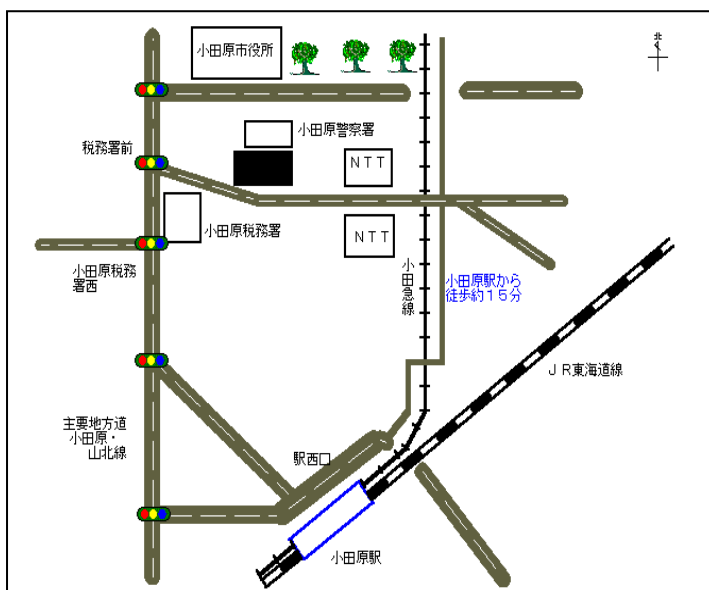 小田原市役所
北
小田原警察署
税務署前
ＮＴＴ
小田原税務署
ＮＴＴ
小田原税務
署西
小田急線
小田原駅から
徒歩約１５分
ＪＲ東海道線
主要地方道
小田原・
山北線
駅西口
小田原駅